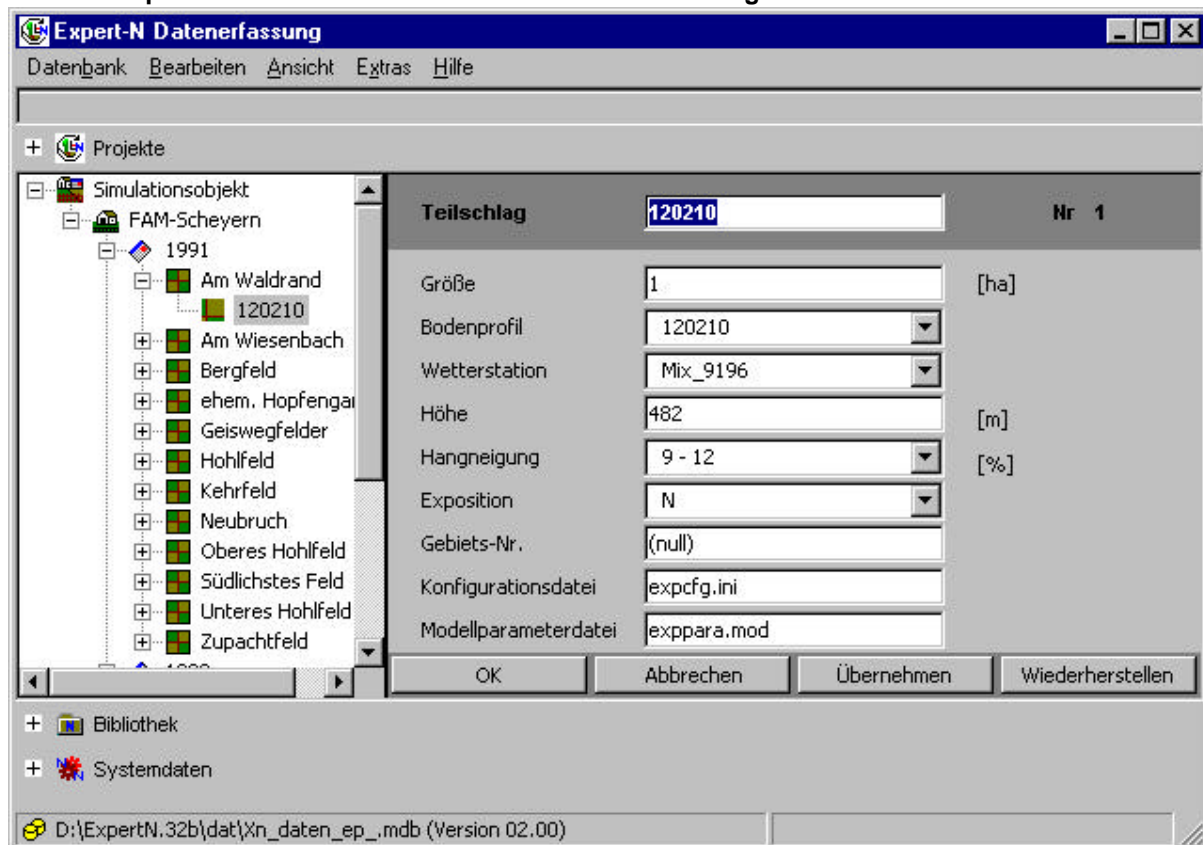 Expert-N Datenerfassung
Datenbank Bearbeiten Ansicht Extras Hilfe
+ Projekte
Simulationsobjekt
FAM-Scheyern
1991
Am Waldrand
120210
Am Wiesenbach
Bergfeld
ehem. Hopfengar
Geiswegfelder
Hohlfeld
Kehrfeld
Neubruch
Oberes Hohlfeld
Südlichstes Feld
Unteres Hohlfeld
Zupachtfeld
Teilschlag 120210 Nr 1
Größe 1 [ha]
Bodenprofil 120210
Wetterstation Mix_9196
Höhe 482 [m]
Hangneigung 9 - 12 [%]
Exposition N
Gebiets-Nr. (null)
Konfigurationsdatei expcfg.ini
Modellparameterdatei exppara.mod
OK Abbrechen Übernehmen Wiederherstellen
+ Bibliothek
+ Systemdaten
D:\ExpertN.32b\dat\Xn_daten_ep_.mdb (Version 02.00)